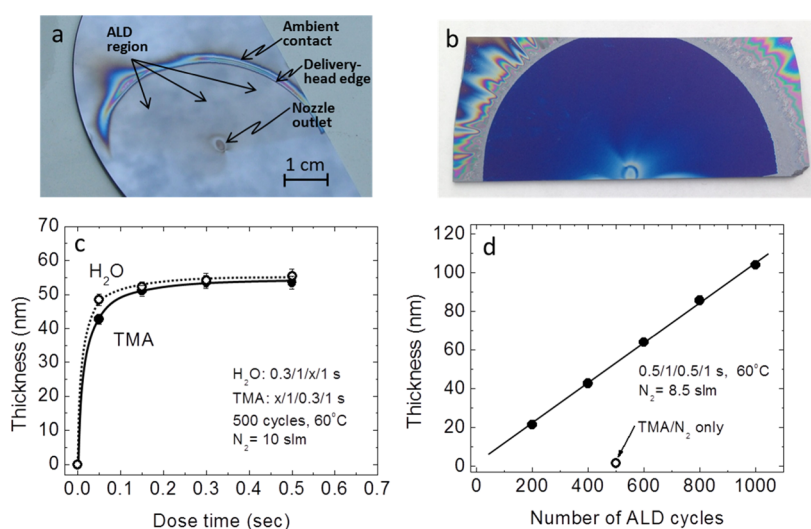 a
ALD
region
Ambient
contact
Delivery-
head edge
Nozzle
outlet
1 cm
b
c
Thickness (nm)
70
60
50
40
30
20
10
0
H₂O
TMA
H₂O: 0.3/1/x/1 s
TMA: x/1/0.3/1 s
500 cycles, 60°C
N₂= 10 slm
0.0 0.1 0.2 0.3 0.4 0.5 0.6 0.7
Dose time (sec)
d
Thickness (nm)
120
100
80
60
40
20
0
0.5/1/0.5/1 s, 60°C
N₂= 8.5 slm
TMA/N₂ only
0 200 400 600 800 1000
Number of ALD cycles